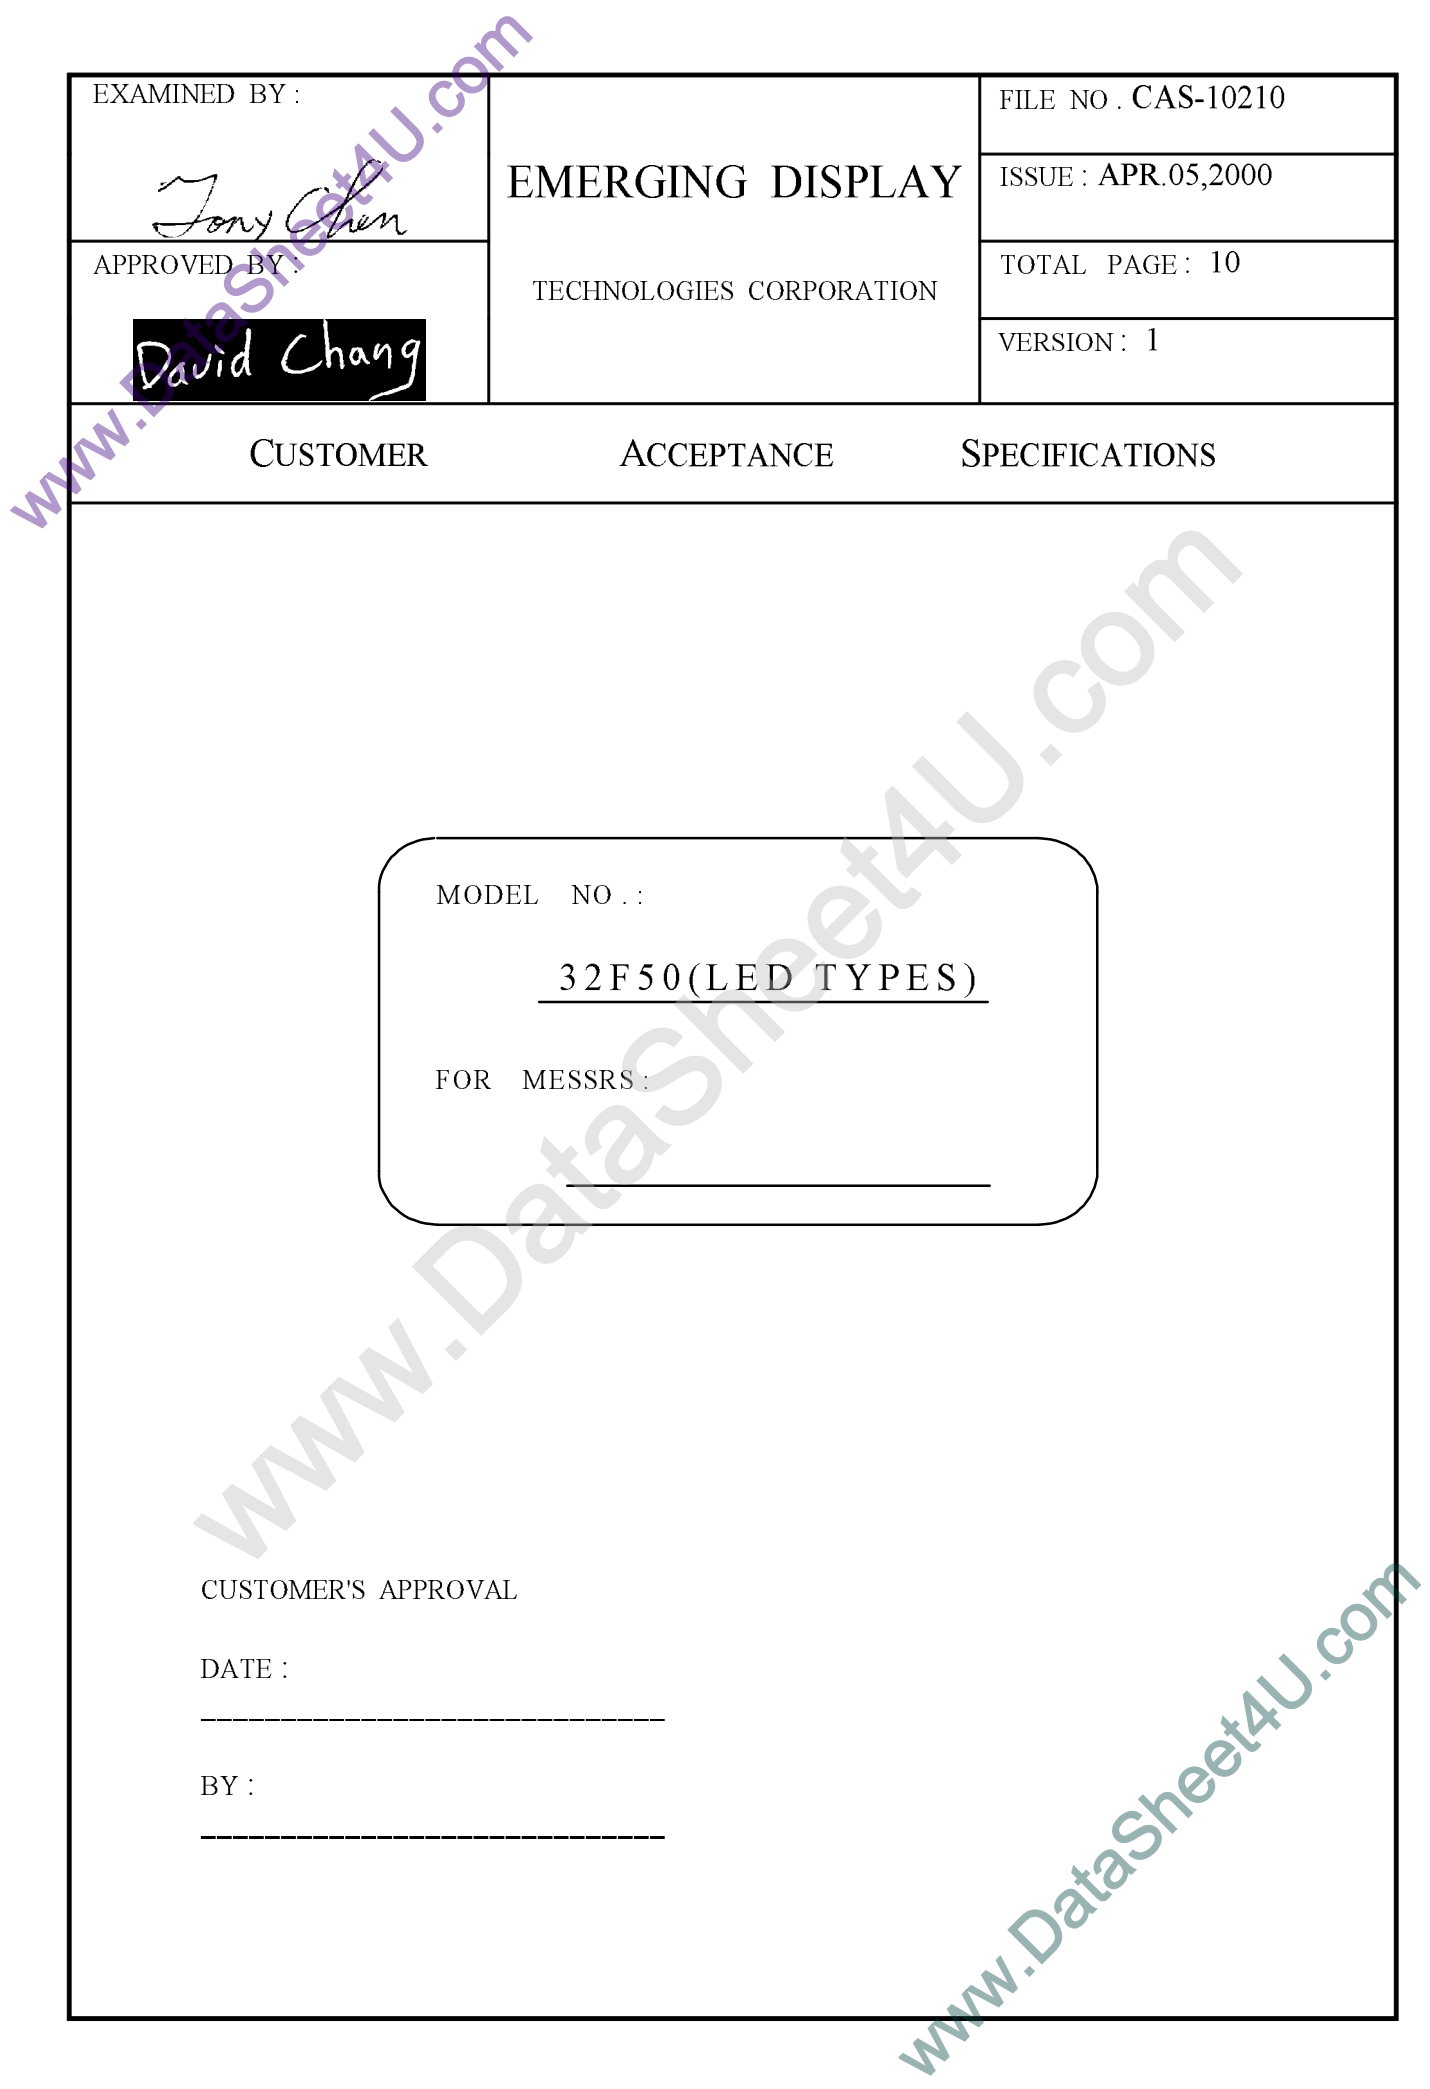 EXAMINED BY :
Tony Chen
APPROVED BY :
David Chang
EMERGING DISPLAY
TECHNOLOGIES CORPORATION
FILE NO . CAS-10210
ISSUE : APR.05,2000
TOTAL PAGE : 10
VERSION : 1
CUSTOMER ACCEPTANCE SPECIFICATIONS
MODEL NO . :
32F50(LED TYPES)
FOR MESSRS :
CUSTOMER'S APPROVAL
DATE :
BY :
www.DataSheet4U.com
www.DataSheet4U.com
www.DataSheet4U.com